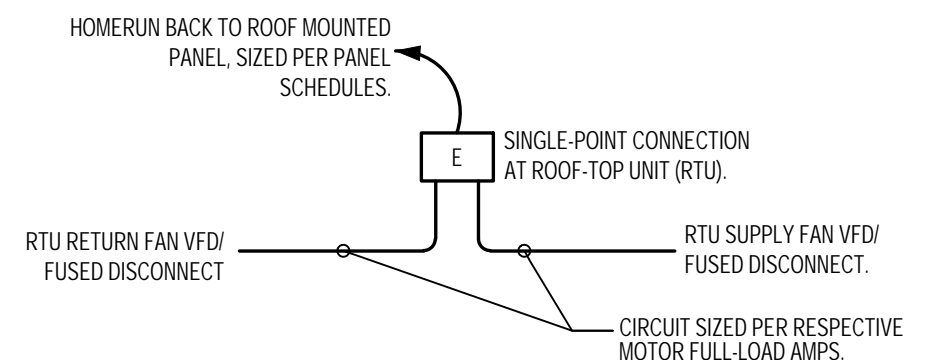 HOMERUN BACK TO ROOF MOUNTED
PANEL, SIZED PER PANEL
SCHEDULES.
E
SINGLE-POINT CONNECTION
AT ROOF-TOP UNIT (RTU).
RTU RETURN FAN VFD/
FUSED DISCONNECT
RTU SUPPLY FAN VFD/
FUSED DISCONNECT.
CIRCUIT SIZED PER RESPECTIVE
MOTOR FULL-LOAD AMPS.